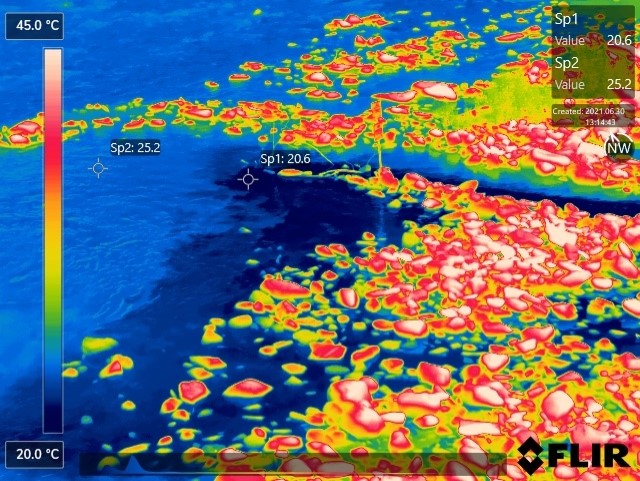 45.0 °C
Sp1
Value 20.6
Sp2
Value 25.2
Created: 2021.06.30
13:14:43
NW
Sp2: 25.2
Sp1: 20.6
20.0 °C
FLIR